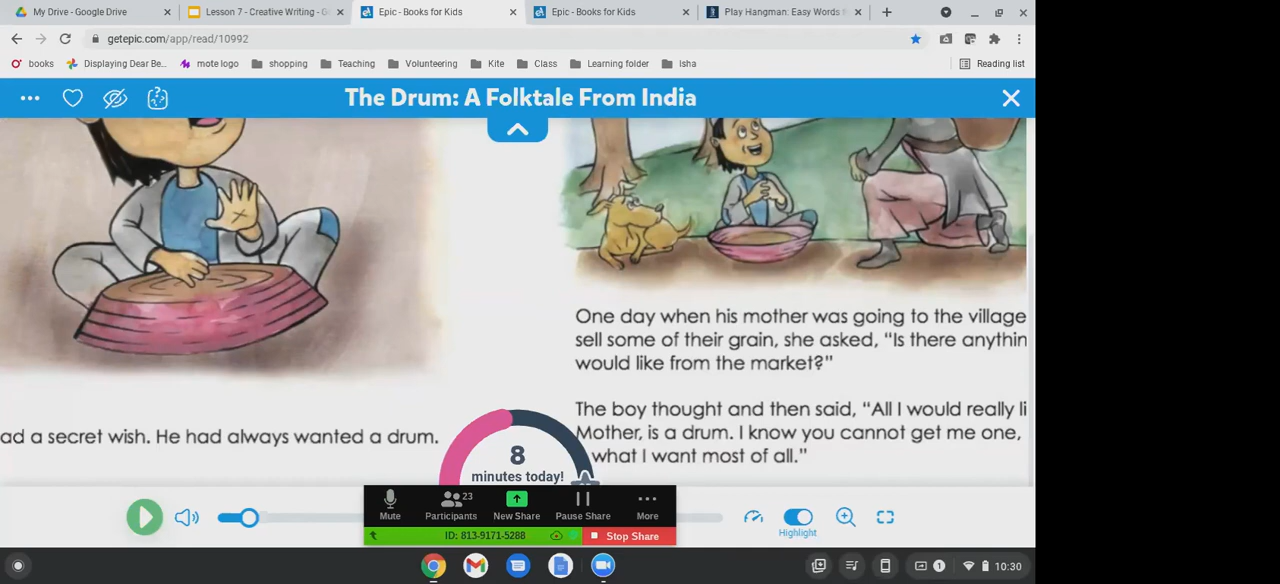 My Drive - Google Drive
Lesson 7 - Creative Writing - G
Epic - Books for Kids
Epic - Books for Kids
Play Hangman: Easy Words
getepic.com/app/read/10992
books
Displaying Dear Be...
mote logo
shopping
Teaching
Volunteering
Kite
Class
Learning folder
Isha
Reading list
The Drum: A Folktale From India
One day when his mother was going to the village
sell some of their grain, she asked, “Is there anythin
would like from the market?”
The boy thought and then said, “All I would really li
Mother, is a drum. I know you cannot get me one,
what I want most of all.”
ad a secret wish. He had always wanted a drum.
8
minutes today!
Mute
Participants
23
New Share
Pause Share
More
ID: 813-9171-5288
Stop Share
Highlight
1
10:30